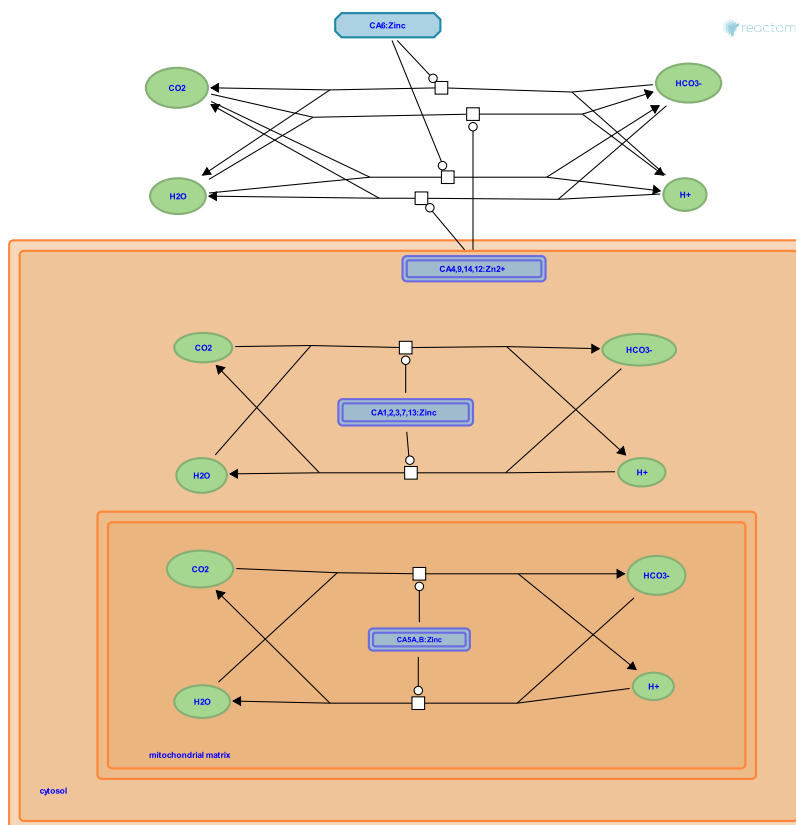 CA6:Zinc
reactom
CO2
HCO3-
H2O
H+
CA4,9,14,12:Zn2+
CO2
HCO3-
CA1,2,3,7,13:Zinc
H2O
H+
CO2
HCO3-
CA5A,B:Zinc
H2O
H+
mitochondrial matrix
cytosol